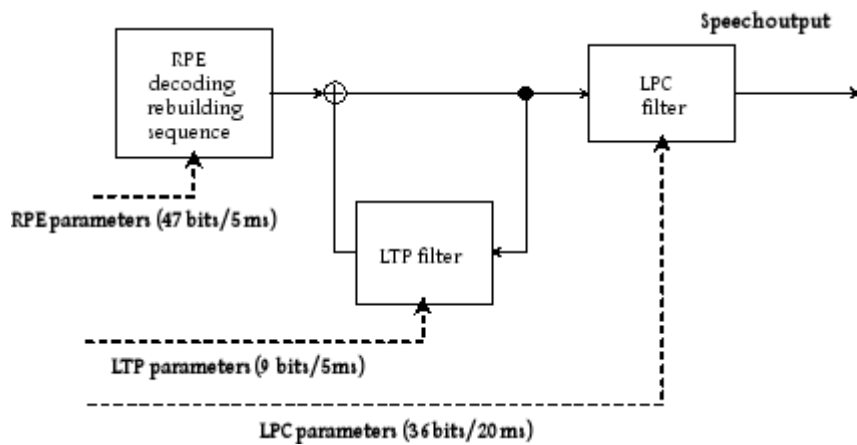 Speechoutput
RPE
decoding
rebuilding
sequence
LPC
filter
RPE parameters (47 bits/5 ms)
LTP filter
LTP parameters (9 bits/5ms)
LPC parameters (36 bits/20 ms)